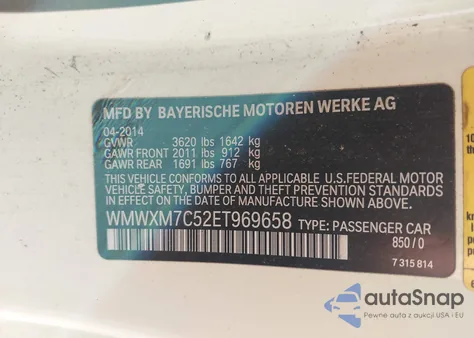 MFD BY BAYERISCHE MOTOREN WERKE AG
04-2014
GVWR 3620 lbs 1642 kg
GAWR FRONT 2011 lbs 912 kg
GAWR REAR 1691 lbs 767 kg
THIS VEHICLE CONFORMS TO ALL APPLICABLE U.S.FEDERAL MOTOR
VEHICLE SAFETY, BUMPER AND THEFT PREVENTION STANDARDS
IN EFFECT ON THE DATE OF MANUFACTURE SHOWN ABOVE.
WMWXM7C52ET969658 TYPE: PASSENGER CAR
850/0
7 315 814
autoSnap
Pewne auta z aukcji USA i EU